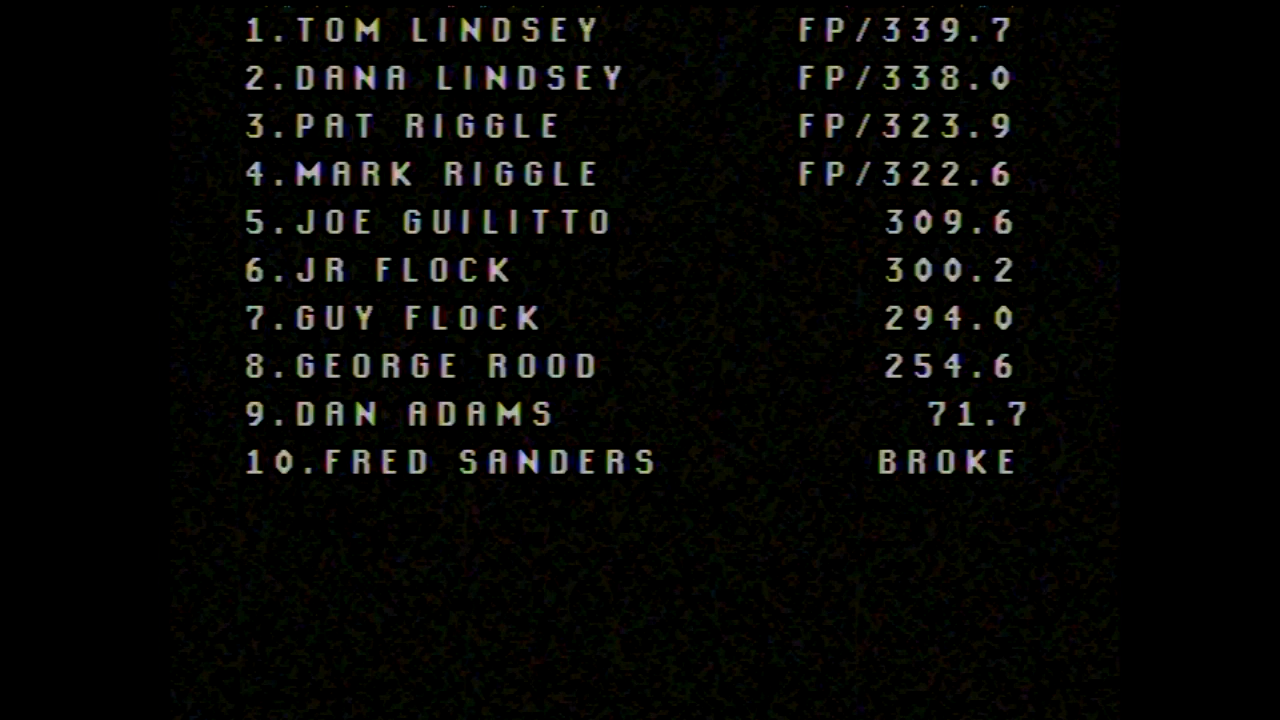 1.TOM LINDSEY FP/339.7
2.DANA LINDSEY FP/338.0
3.PAT RIGGLE FP/323.9
4.MARK RIGGLE FP/322.6
5.JOE GUILITTO 309.6
6.JR FLOCK 300.2
7.GUY FLOCK 294.0
8.GEORGE ROOD 254.6
9.DAN ADAMS 71.7
10.FRED SANDERS BROKE